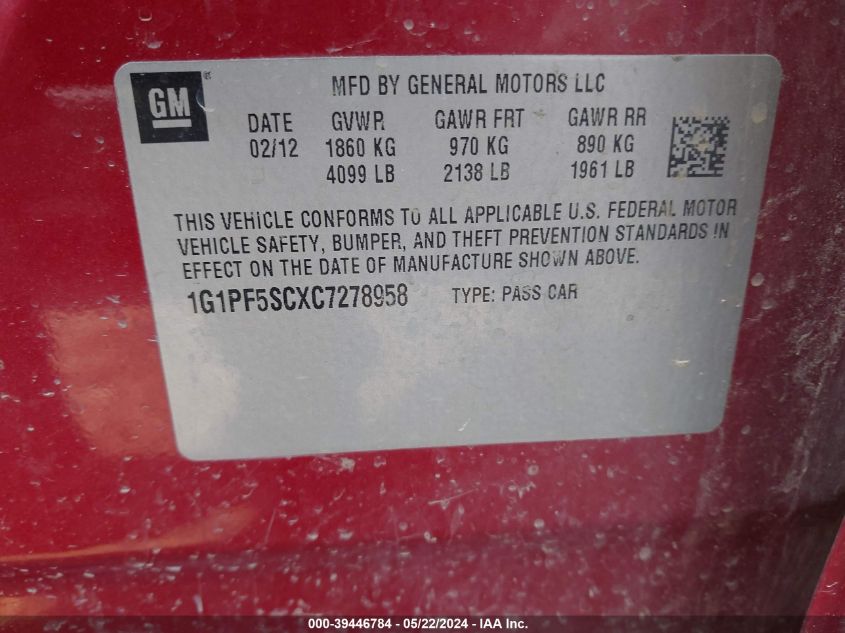 GM ®
MFD BY GENERAL MOTORS LLC
DATE GVWR GAWR FRT GAWR RR
02/12 1860 KG 970 KG 890 KG
4099 LB 2138 LB 1961 LB
THIS VEHICLE CONFORMS TO ALL APPLICABLE U.S. FEDERAL MOTOR
VEHICLE SAFETY, BUMPER, AND THEFT PREVENTION STANDARDS IN
EFFECT ON THE DATE OF MANUFACTURE SHOWN ABOVE.
1G1PF5SCXC7278958 TYPE: PASS CAR
000-39446784 - 05/22/2024 - IAA Inc.